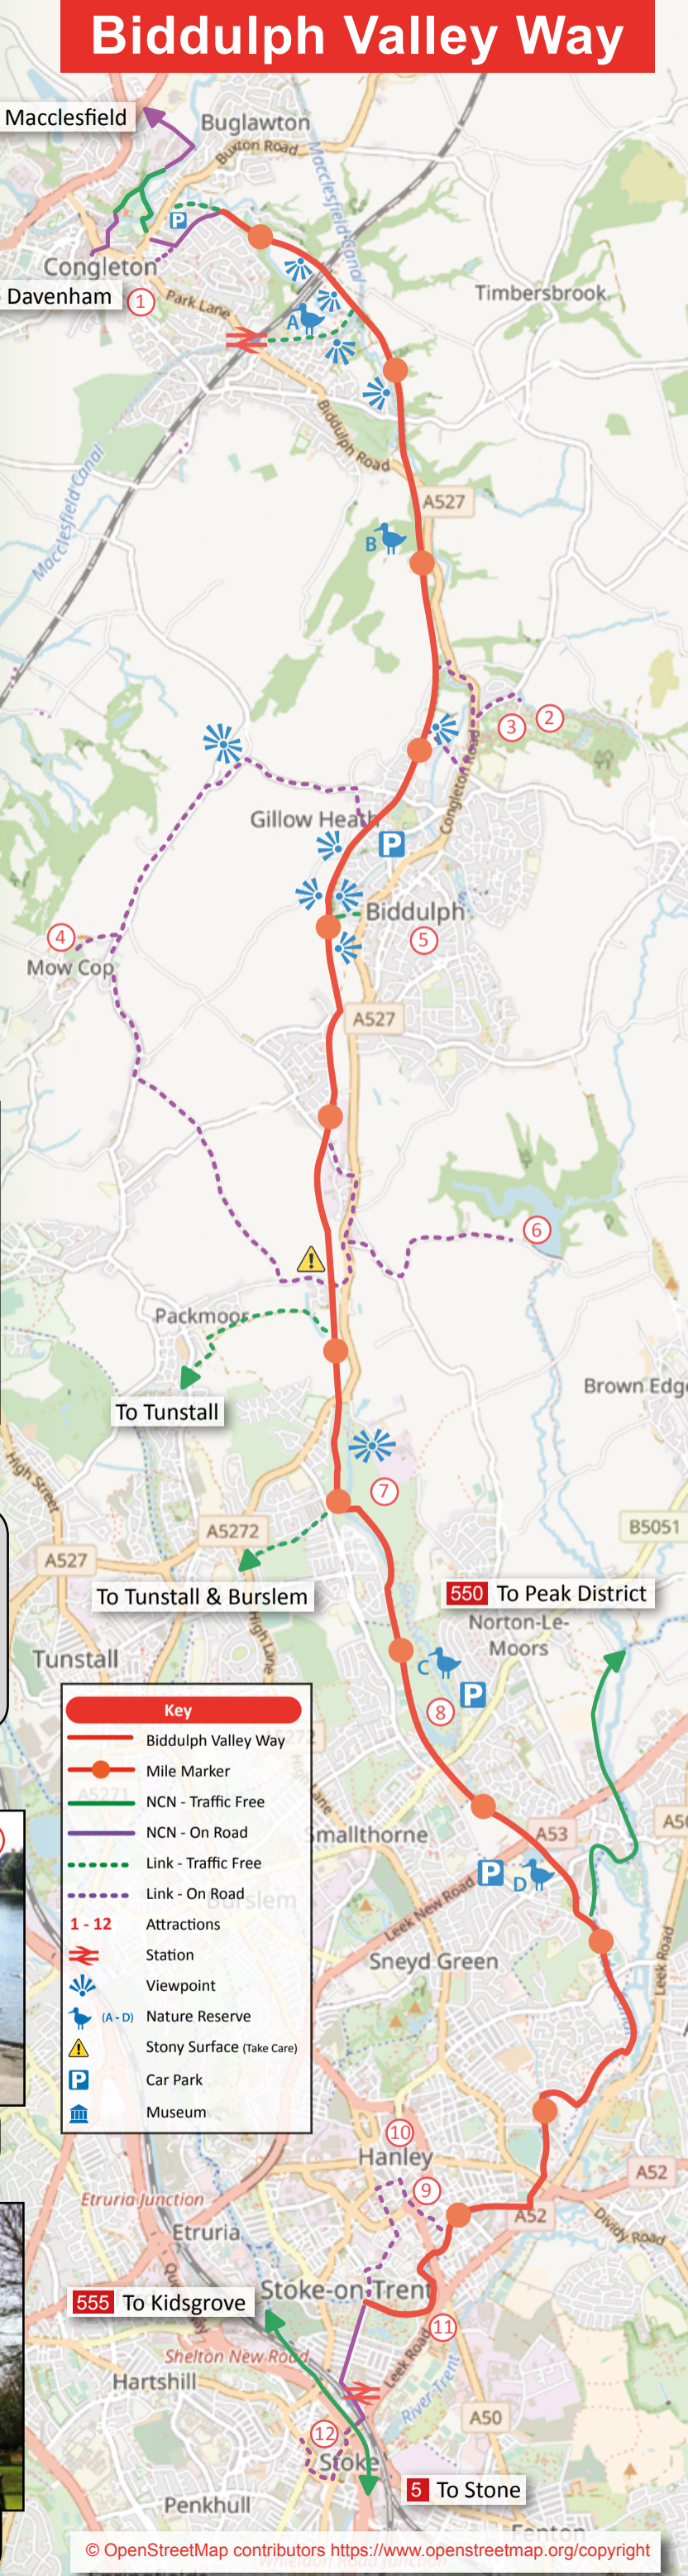 Biddulph Valley Way
Macclesfield
Buglawton
Buxton Road
Macclesfield Canal
P
Congleton
Davenham
1
Park Lane
A
Timbersbrook
Biddulph Road
Macclesfield Canal
A527
B
3
2
Congleton Road
Gillow Heath
P
Biddulph
4
5
Mow Cop
A527
6
Packmoor
To Tunstall
Brown Edge
High Street
7
A5272
B5051
A527
To Tunstall & Burslem
550 To Peak District
High Lane
Norton-Le-
Moors
Tunstall
C
P
8
Key
Biddulph Valley Way
Mile Marker
NCN - Traffic Free
NCN - On Road
Link - Traffic Free
Link - On Road
1 - 12 Attractions
Station
Viewpoint
(A - D) Nature Reserve
Stony Surface (Take Care)
P Car Park
Museum
A5272
A5271
Burslem
Smallthorne
A53
P
D
Leek New Road
Sneyd Green
Leek Road
10
Hanley
9
A52
Etruria Junction
A52
Dividy Road
Etruria
Stoke-on-Trent
555 To Kidsgrove
11
Shelton New Road
Leek Road
Hartshill
River Trent
A50
12
Stoke
5 To Stone
Penkhull
Fenton
© OpenStreetMap contributors https://www.openstreetmap.org/copyright